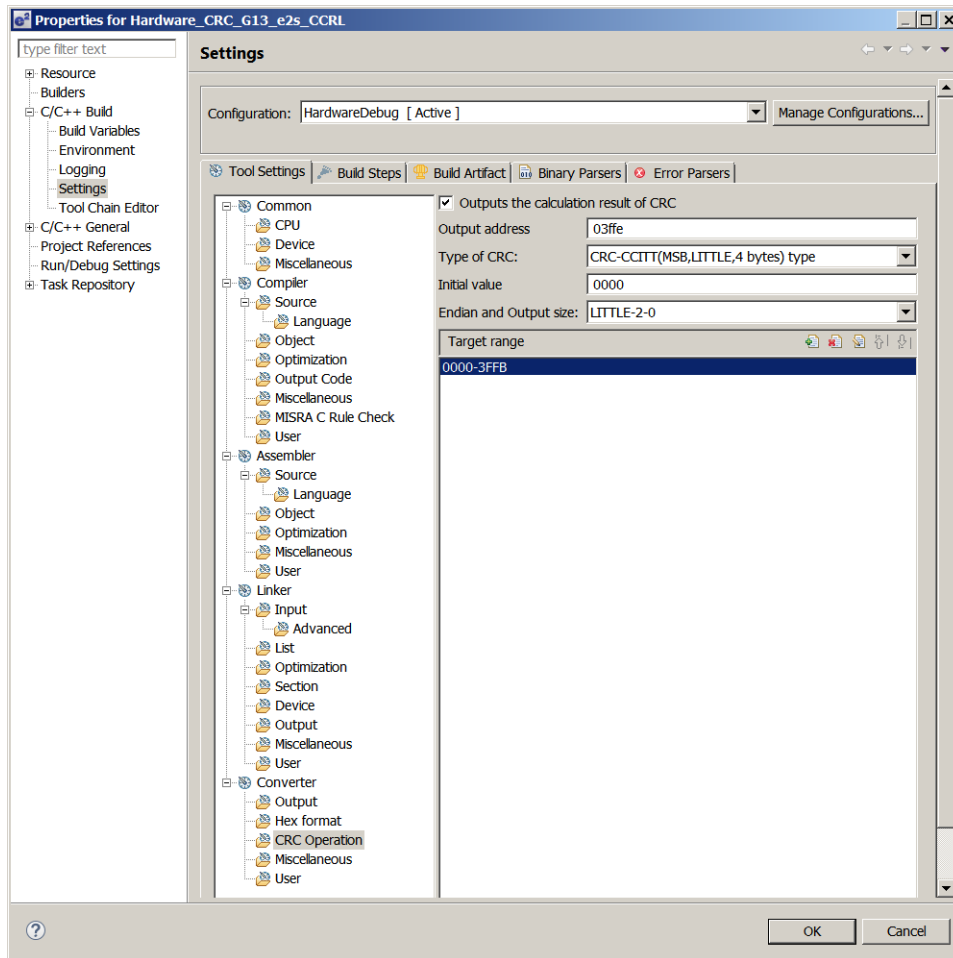 Properties for Hardware_CRC_G13_e2s_CCRL
type filter text
Resource
Builders
C/C++ Build
Build Variables
Environment
Logging
Settings
Tool Chain Editor
C/C++ General
Project References
Run/Debug Settings
Task Repository
Settings
Configuration: HardwareDebug [ Active ] Manage Configurations...
Tool Settings Build Steps Build Artifact Binary Parsers Error Parsers
Common
CPU
Device
Miscellaneous
Compiler
Source
Language
Object
Optimization
Output Code
Miscellaneous
MISRA C Rule Check
User
Assembler
Source
Language
Object
Optimization
Miscellaneous
User
Linker
Input
Advanced
List
Optimization
Section
Device
Output
Miscellaneous
User
Converter
Output
Hex format
CRC Operation
Miscellaneous
User
Outputs the calculation result of CRC
Output address 03ffe
Type of CRC: CRC-CCITT(MSB,LITTLE,4 bytes) type
Initial value 0000
Endian and Output size: LITTLE-2-0
Target range
0000-3FFB
OK Cancel